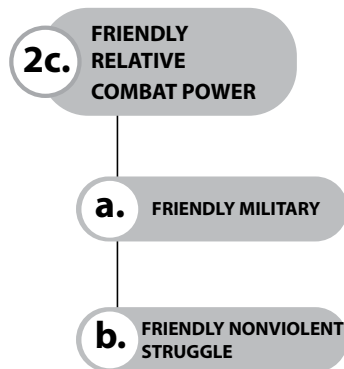 2c.
FRIENDLY
RELATIVE
COMBAT POWER
a. FRIENDLY MILITARY
b. FRIENDLY NONVIOLENT
STRUGGLE